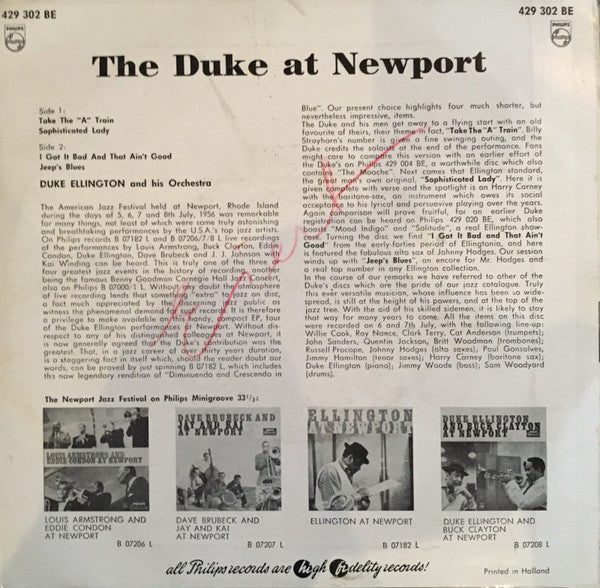 429 302 BE
429 302 BE
PHILIPS
PHILIPS
The Duke at Newport
Side 1:
Take The "A" Train
Sophisticated Lady
Side 2:
I Got It Bad And That Ain't Good
Jeep's Blues
DUKE ELLINGTON and his Orchestra
The American Jazz Festival held at Newport, Rhode Island
during the days of 5, 6, 7 and 8th July, 1956 was remarkable
for many things, not least of which were some truly astonishing
and breathtaking performances by the U.S.A.'s top jazz artists.
On Philips records B 07182 L and B 07206/7/8 L live recordings
of the performances by Louis Armstrong, Buck Clayton, Eddie
Condon, Duke Ellington, Dave Brubeck and J. J. Johnson with
Kai Winding can be heard. This is truly one of the three or
four greatest jazz events in the history of recording, another
being the famous Benny Goodman Carnegie Hall Jazz Concert,
also on Philips B 07000/1 L. Without any doubt the atmosphere
of live recording lends that something "extra" to jazz on disc,
a fact much appreciated by the discerning jazz public as
witness the phenomenal demand for the record. It is therefore
a privilege to make available on this handy, compact EP, four
of the Duke Ellington performances at Newport. Without dis-
respect to any of his distinguished colleagues at Newport, it
is now generally agreed that the Duke's contribution was the
greatest. That, in a jazz career of over thirty years duration,
is a staggering fact in itself which, should the reader doubt our
words, can be proved by just spinning B 07182 L, which includes
the now legendary rendition of "Diminuendo and Crescendo in
Blue". Our present choice highlights four much shorter, but
nevertheless impressive, items.
The Duke and his men get away to a flying start with an old
favourite of theirs, their theme in fact, "Take The "A" Train". Billy
Strayhorn's number is given a fine swinging outing, and the
Duke credits the soloists at the end of the performance. Fans
might care to compare this version with an earlier effort of
the Duke's on Philips 429 004 BE, a worthwhile disc which also
contains "The Mooche". Next comes that Ellington standard,
the great man's own original, "Sophisticated Lady". Here it is
given complete with verse and the spotlight is on Harry Carney
with the baritone-sax, an instrument which owes its social
acceptance to his lyrical and persuasive playing over the years.
Again comparison will prove fruitful, for an earlier Duke
registration can be heard on Philips 429 020 BE, which also
contains "Mood Indigo" and "Solitude", a real Ellington show-
case. Turning the disc we find "I Got It Bad and That Ain't
Good" from the early-forties period of Ellingtonia, and here
is featured the fabulous alto sax of Johnny Hodges. Our session
winds up with "Jeep's Blues", an encore for Mr. Hodges and
a real top number in any Ellington collection.
In the course of our remarks we have referred to other of the
Duke's discs which are the pride of our jazz catalogue. Truly
this ever versatile musician, whose influence has been so wide-
spread, is still at the height of his powers, and at the top of the
jazz tree. With the aid of his skilled sidemen, it is likely to stay
that way for many years to come. All the items on this disc
were recorded on 6 and 7th July, with the following line-up:
Willie Cook, Ray Nance, Clark Terry, Cat Anderson (trumpets);
John Sanders, Quentin Jackson, Britt Woodman (trombones);
Russell Procope, Johnny Hodges (alto saxes); Paul Gonsalves,
Jimmy Hamilton (tenor saxes); Harry Carney (baritone sax);
Duke Ellington (piano); Jimmy Woode (bass); Sam Woodyard
(drums).
The Newport Jazz Festival on Philips Minigroove 33 1/3:
LOUIS ARMSTRONG AND
EDDIE CONDON AT NEWPORT
DAVE BRUBECK AND
JAY AND KAI
AT NEWPORT
ELLINGTON
AT NEWPORT
DUKE ELLINGTON
AND BUCK CLAYTON
AT NEWPORT
LOUIS ARMSTRONG AND
EDDIE CONDON
AT NEWPORT
B 07206 L
DAVE BRUBECK AND
JAY AND KAI
AT NEWPORT
B 07207 L
ELLINGTON AT NEWPORT
B 07182 L
DUKE ELLINGTON AND
BUCK CLAYTON
AT NEWPORT
B 07208 L
all Philips records are high fidelity records!
Printed in Holland